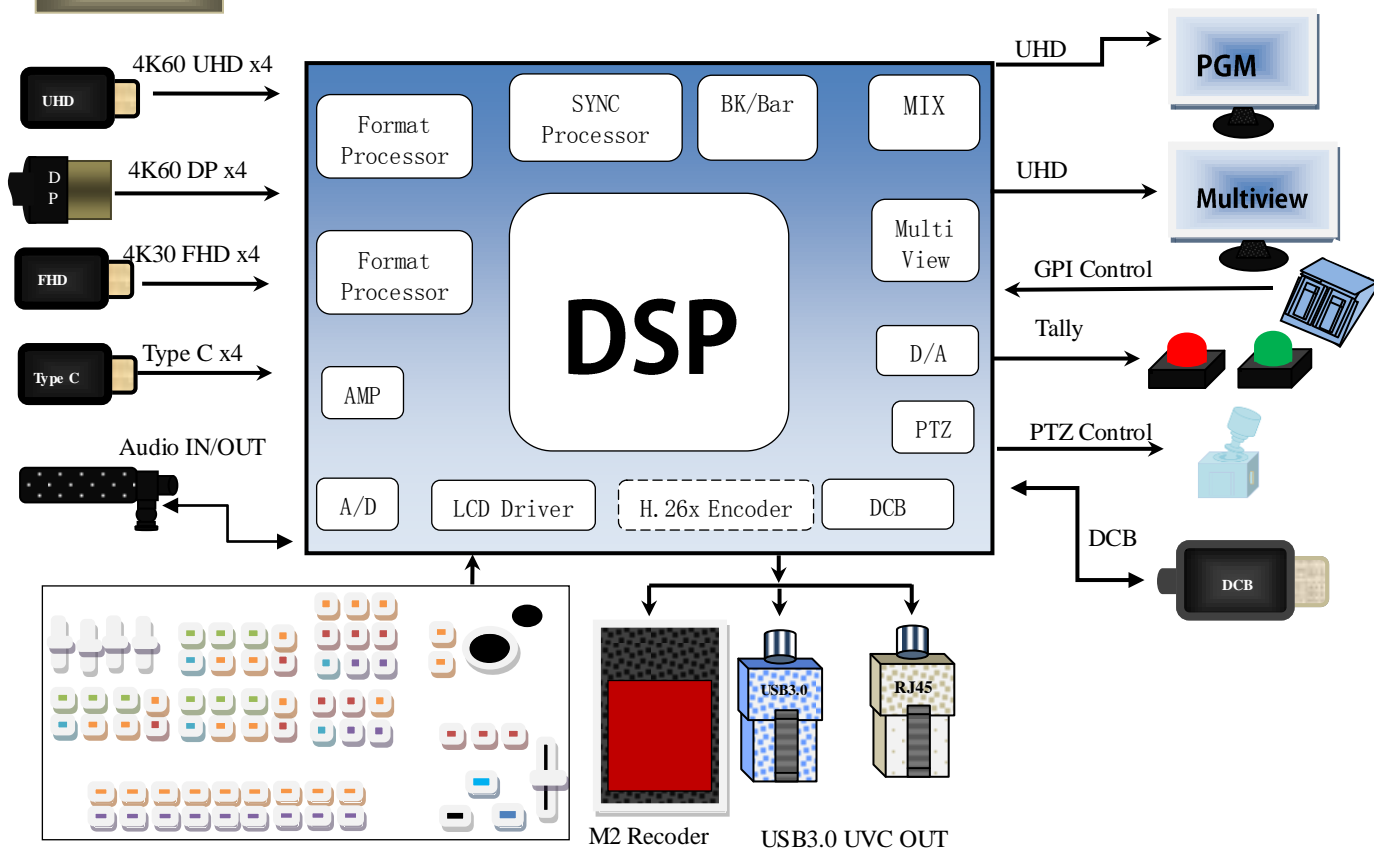 4K60 UHD x4
UHD
4K60 DP x4
D
P
4K30 FHD x4
FHD
Type C x4
Type C
Audio IN/OUT
Format
Processor
SYNC
Processor
BK/Bar
MIX
Format
Processor
DSP
Multi
View
AMP
D/A
PTZ
A/D
LCD Driver
H.26x Encoder
DCB
UHD
PGM
UHD
Multiview
GPI Control
Tally
PTZ Control
DCB
DCB
USB3.0
RJ45
M2 Recoder
USB3.0 UVC OUT